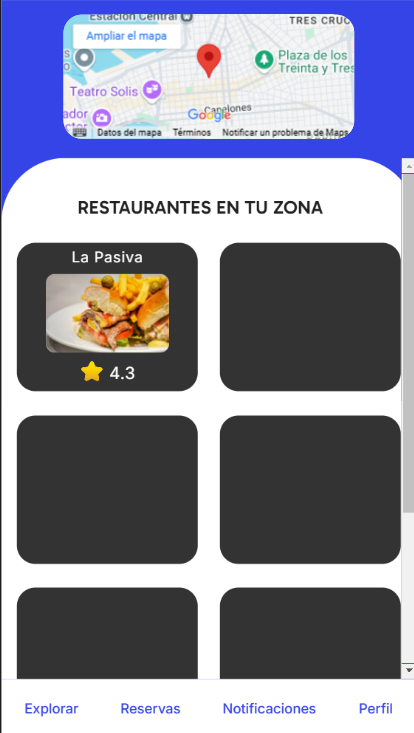 Estación Central
TRES CRUC
Ampliar el mapa
Plaza de los
Treinta y Tres
Teatro Solís
ador
Canelones
Google
Datos del mapa
Términos
Notificar un problema de Maps
RESTAURANTES EN TU ZONA
La Pasiva
4.3
Explorar
Reservas
Notificaciones
Perfil